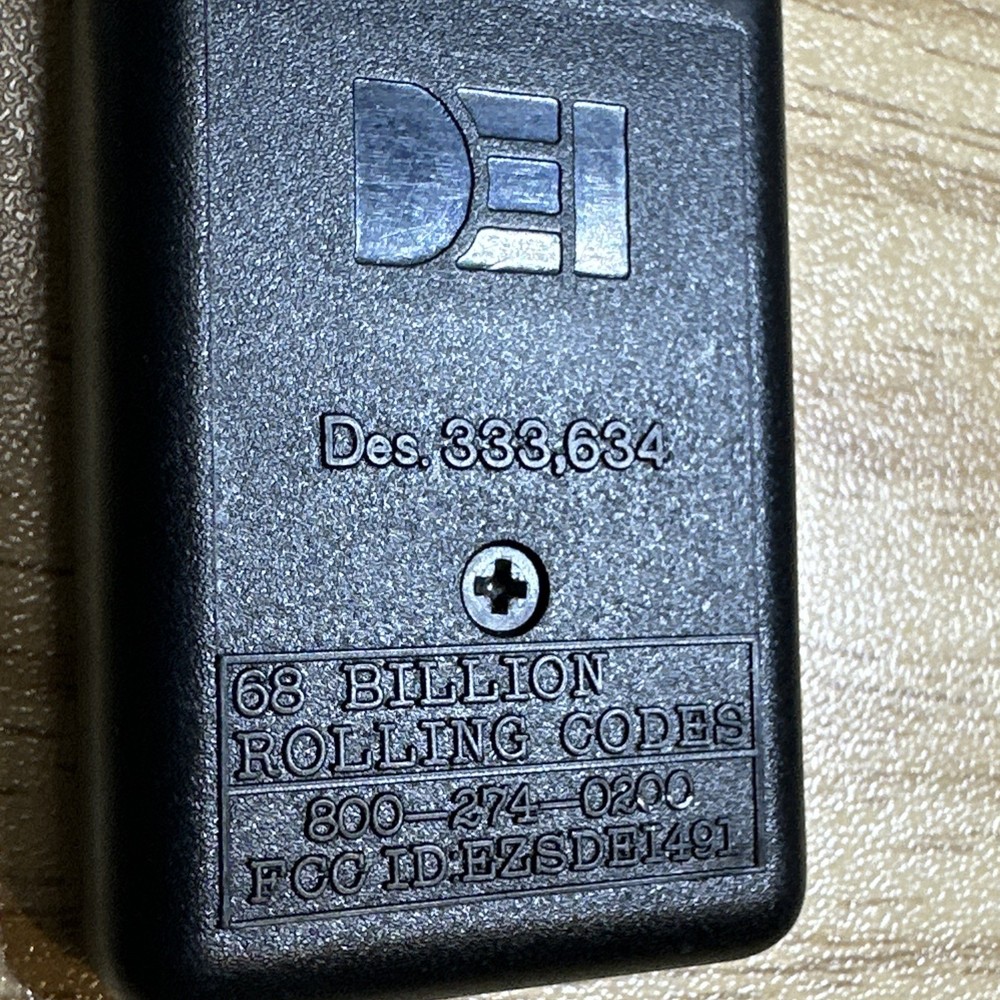 DEI
Des. 333,634
68 BILLION
ROLLING CODES
800-274-0200
FCC ID:EZSDEI491